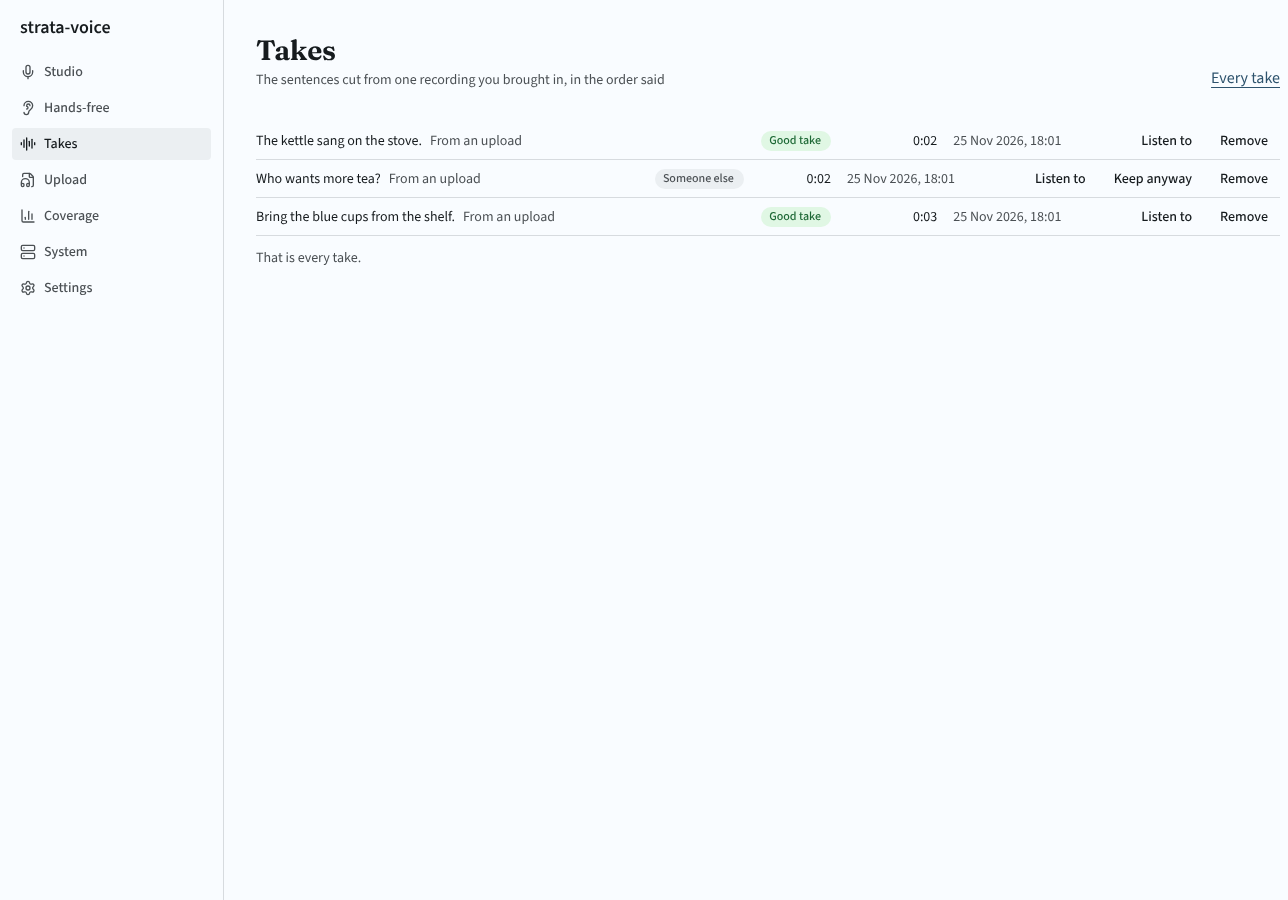 strata-voice
Studio
Hands-free
Takes
Upload
Coverage
System
Settings
Takes
The sentences cut from one recording you brought in, in the order said
Every take
The kettle sang on the stove. From an upload Good take 0:02 25 Nov 2026, 18:01 Listen to Remove
Who wants more tea? From an upload Someone else 0:02 25 Nov 2026, 18:01 Listen to Keep anyway Remove
Bring the blue cups from the shelf. From an upload Good take 0:03 25 Nov 2026, 18:01 Listen to Remove
That is every take.